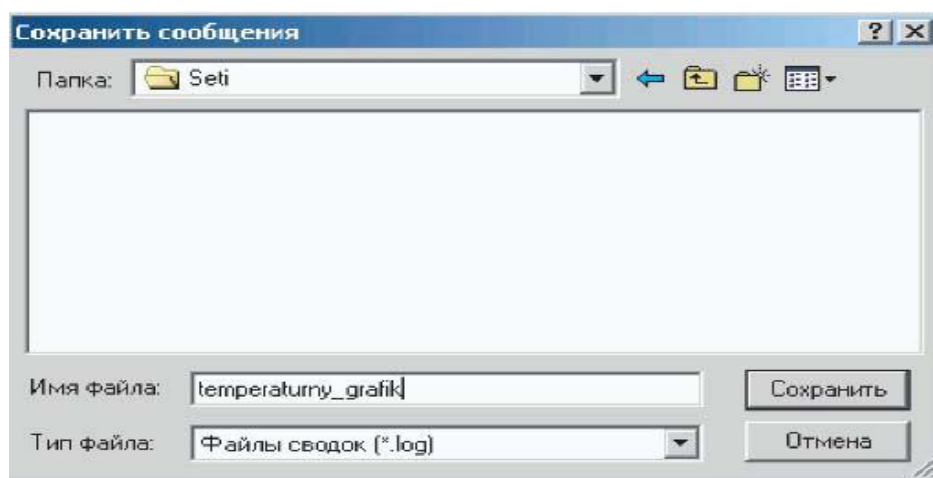 Сохранить сообщения
Папка: Seti
Имя файла: temperaturny_grafik
Сохранить
Тип файла: Файлы сводок (*.log)
Отмена